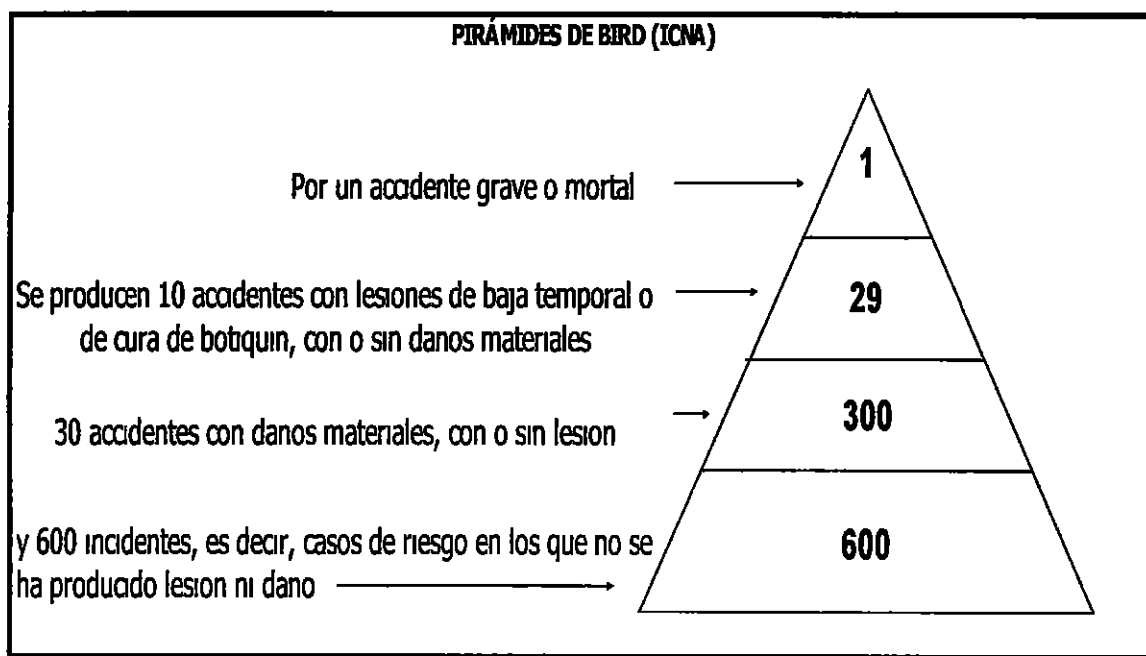 PIRÁMIDES DE BIRD (ICNA)
1
Por un accidente grave o mortal
Se producen 10 accidentes con lesiones de baja temporal o
de cura de botiquin, con o sin danos materiales
29
30 accidentes con danos materiales, con o sin lesion
300
y 600 incidentes, es decir, casos de riesgo en los que no se
ha producido lesion ni dano
600